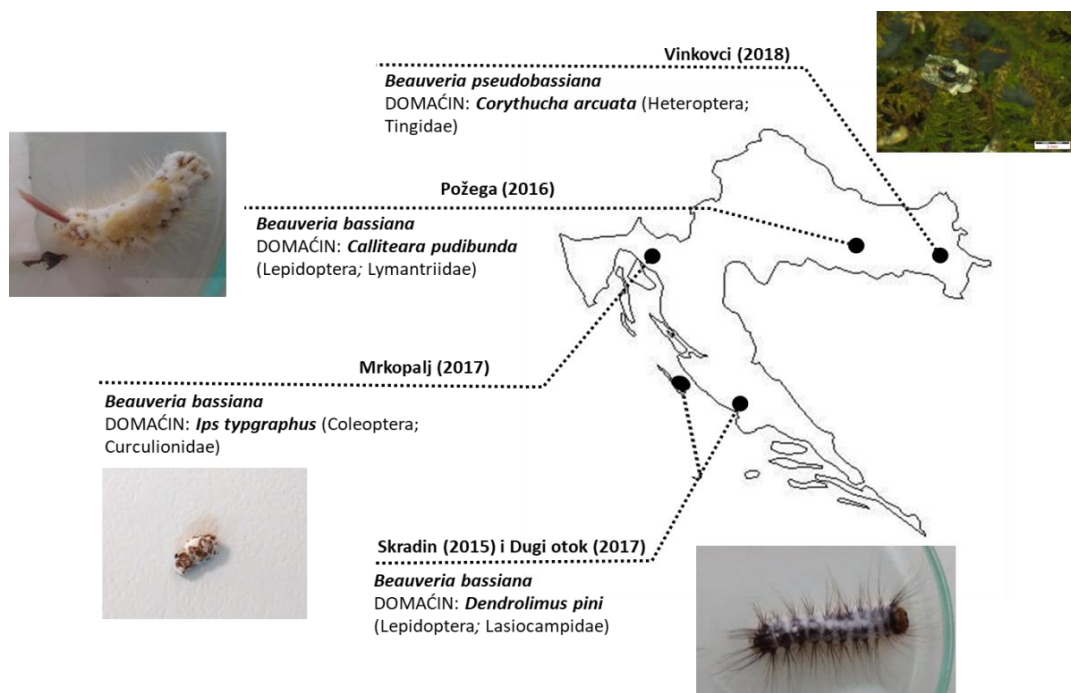 Vinkovci (2018)
Beauveria pseudobassiana
DOMAĆIN: Corythucha arcuata (Heteroptera;
Tingidae)
Požega (2016)
Beauveria bassiana
DOMAĆIN: Calliteara pudibunda
(Lepidoptera; Lymantriidae)
Mrkopalj (2017)
Beauveria bassiana
DOMAĆIN: Ips typgraphus (Coleoptera;
Curculionidae)
Skradin (2015) i Dugi otok (2017)
Beauveria bassiana
DOMAĆIN: Dendrolimus pini
(Lepidoptera; Lasiocampidae)